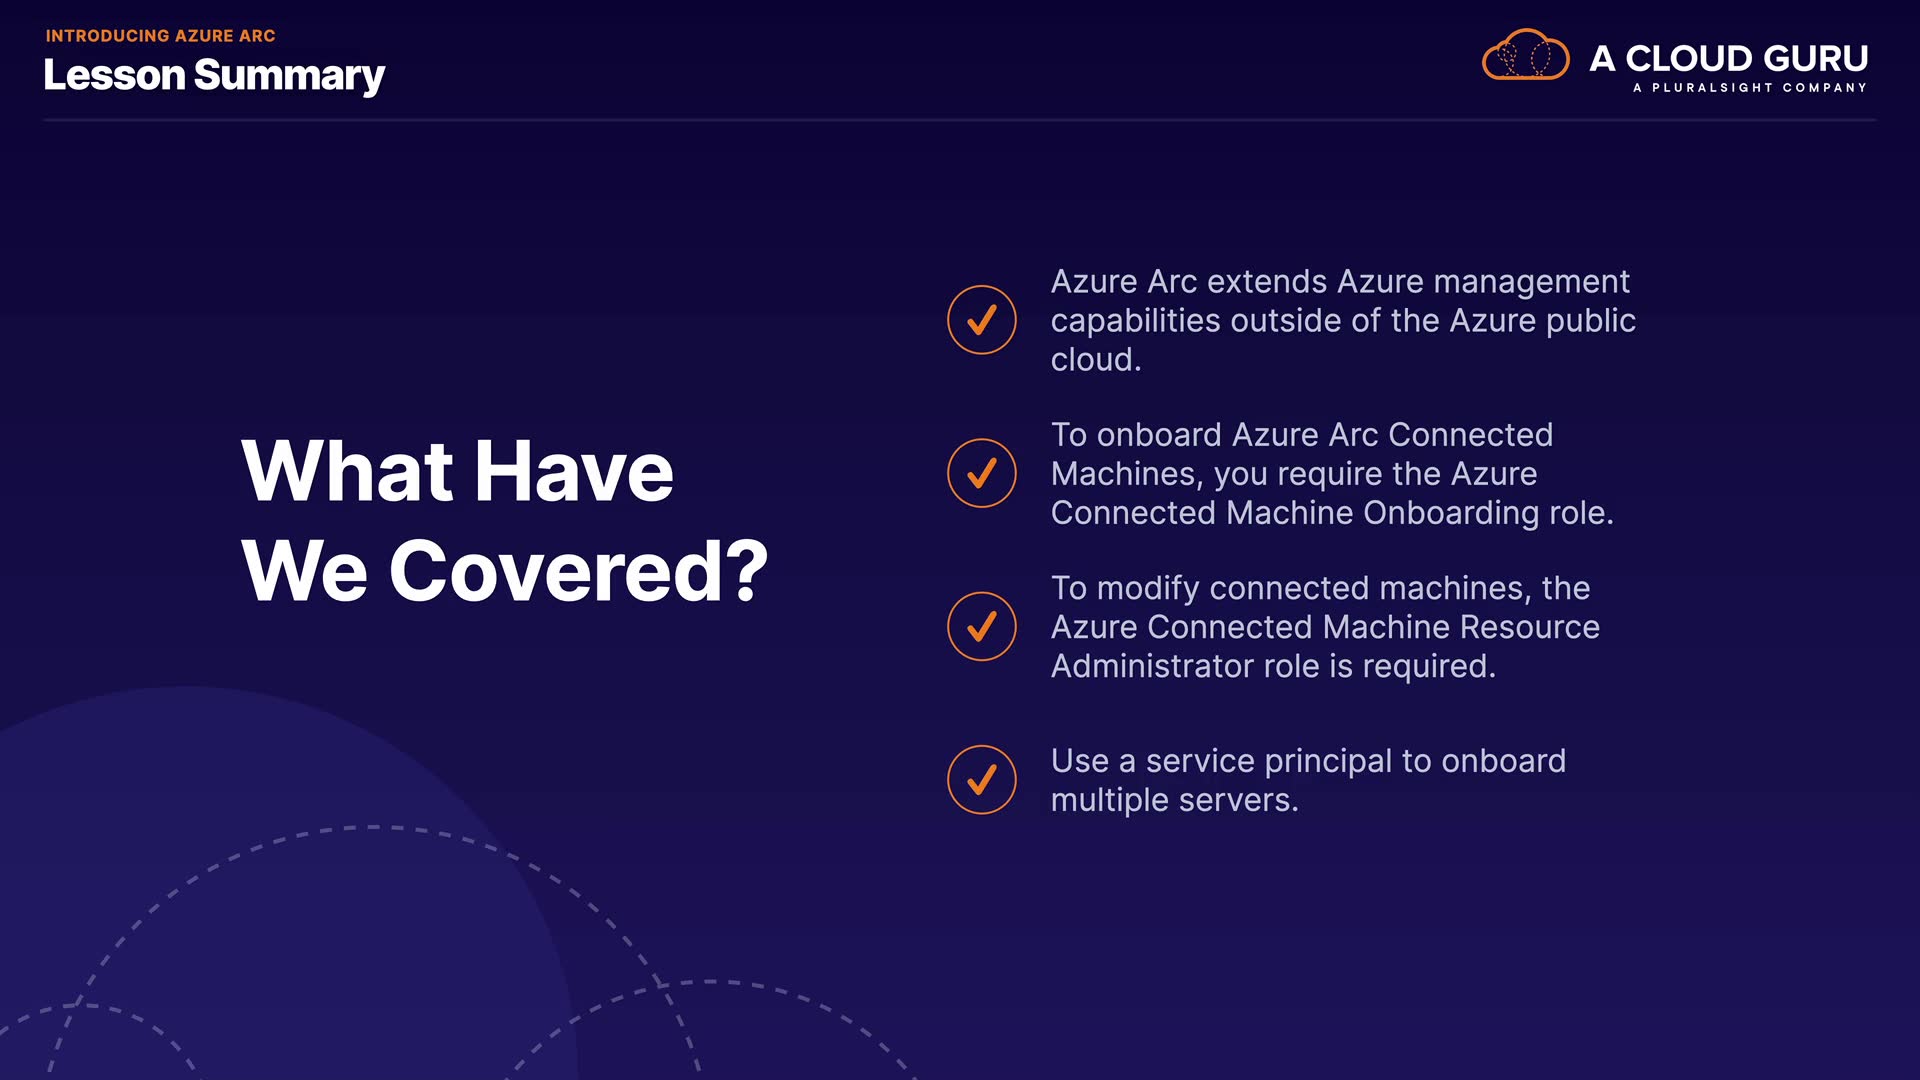 INTRODUCING AZURE ARC
Lesson Summary
A CLOUD GURU
A PLURALSIGHT COMPANY
What Have
We Covered?
Azure Arc extends Azure management
capabilities outside of the Azure public
cloud.
To onboard Azure Arc Connected
Machines, you require the Azure
Connected Machine Onboarding role.
To modify connected machines, the
Azure Connected Machine Resource
Administrator role is required.
Use a service principal to onboard
multiple servers.